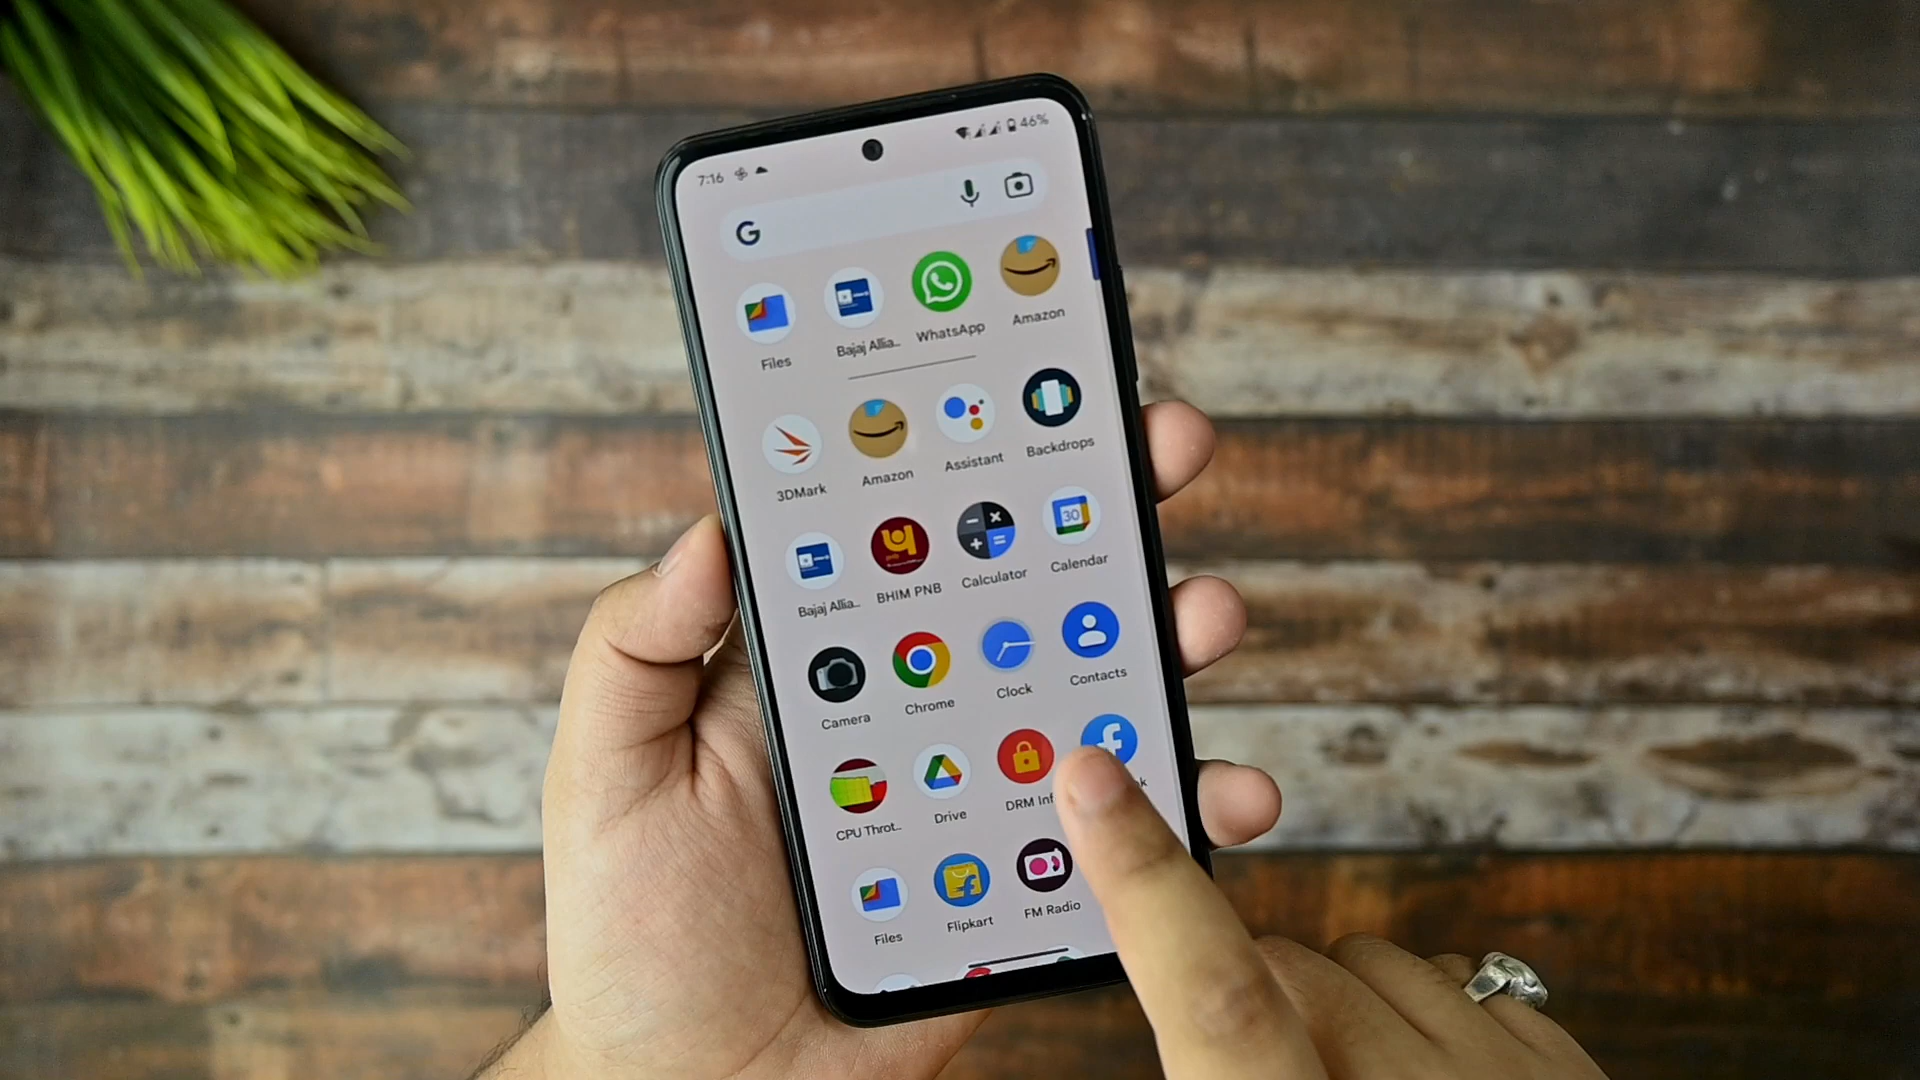 7:16
46%
G
Files
Bajaj Allia..
WhatsApp
Amazon
3DMark
Amazon
Assistant
Backdrops
Bajaj Allia..
BHIM PNB
Calculator
30
Calendar
Camera
Chrome
Clock
Contacts
CPU Throt..
Drive
DRM Inf
f
k
Files
Flipkart
FM Radio